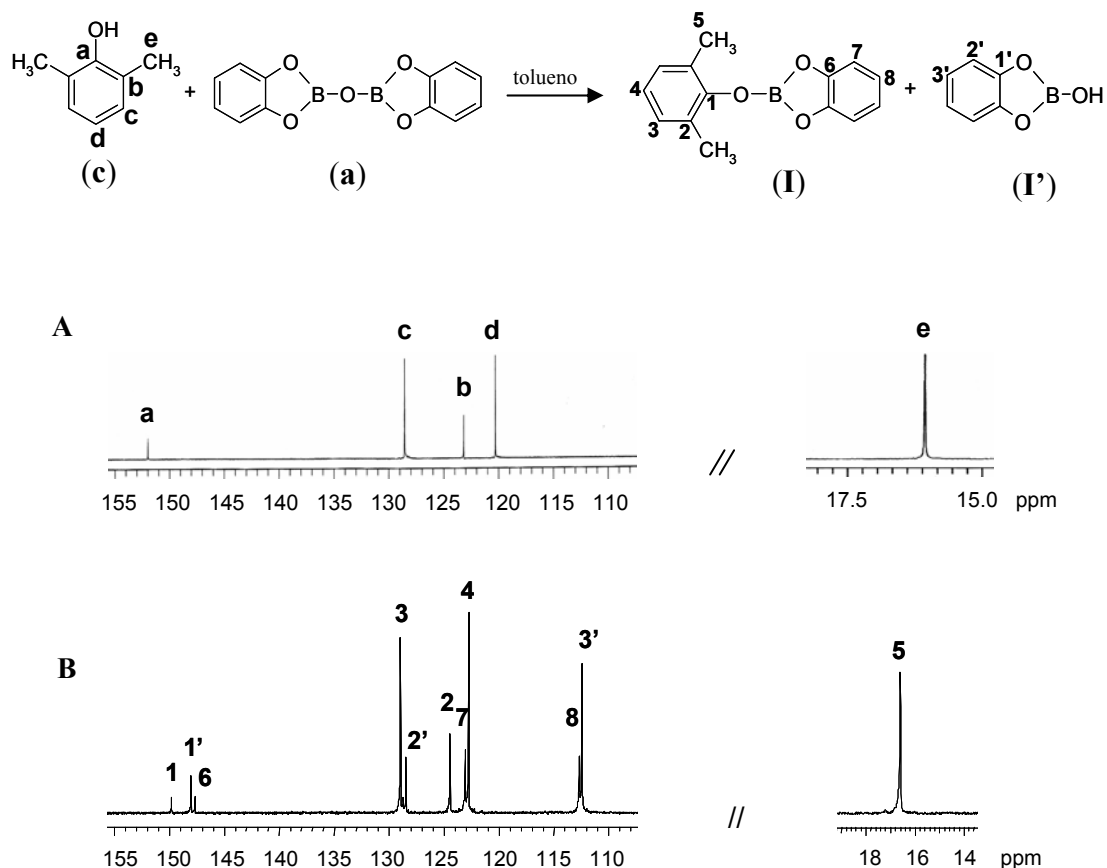 OH
H₃C a e CH₃
b
c
d
(c)
+
O O
B-O-B
O O
(a)
tolueno
5
CH₃
4 1 O-B O 6 7 8
3 2 CH₃ O
(I)
+
3' 2' 1' O
B-OH
O
(I')
A
a c b d e
155 150 145 140 135 130 125 120 115 110
//
17.5 15.0 ppm
B
1 1' 6 3 2' 2 7 4 8 3' 5
155 150 145 140 135 130 125 120 115 110
//
18 16 14
ppm